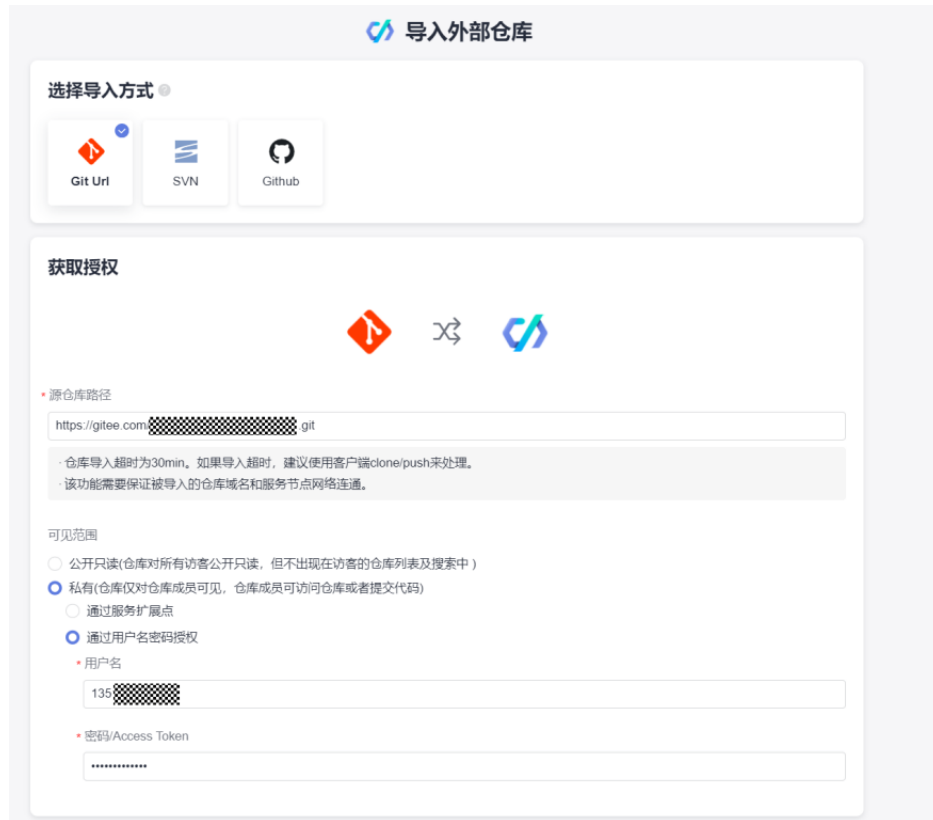 导入外部仓库
选择导入方式
Git Url
SVN
Github
获取授权
* 源仓库路径
https://gitee.com/ .git
· 仓库导入超时为30min。如果导入超时，建议使用客户端clone/push来处理。
· 该功能需要保证被导入的仓库域名和服务节点网络连通。
可见范围
公开只读(仓库对所有访客公开只读，但不出现在访客的仓库列表及搜索中 )
私有(仓库仅对仓库成员可见，仓库成员可访问仓库或者提交代码)
通过服务扩展点
通过用户名密码授权
* 用户名
135
* 密码/Access Token
•••••••••••••